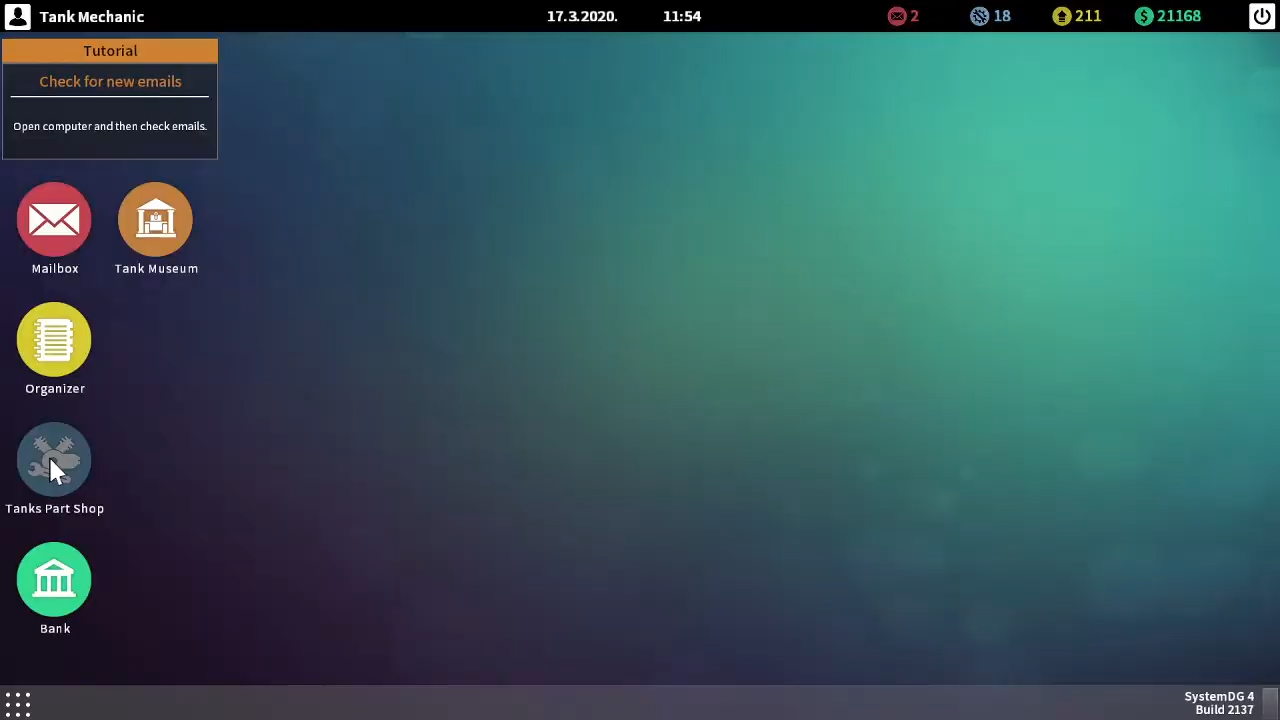 Tank Mechanic
17.3.2020.
11:54
2
18
211
21168
Tutorial
Check for new emails
Open computer and then check emails.
Mailbox
Tank Museum
Organizer
Tanks Part Shop
Bank
SystemDG 4
Build 2137